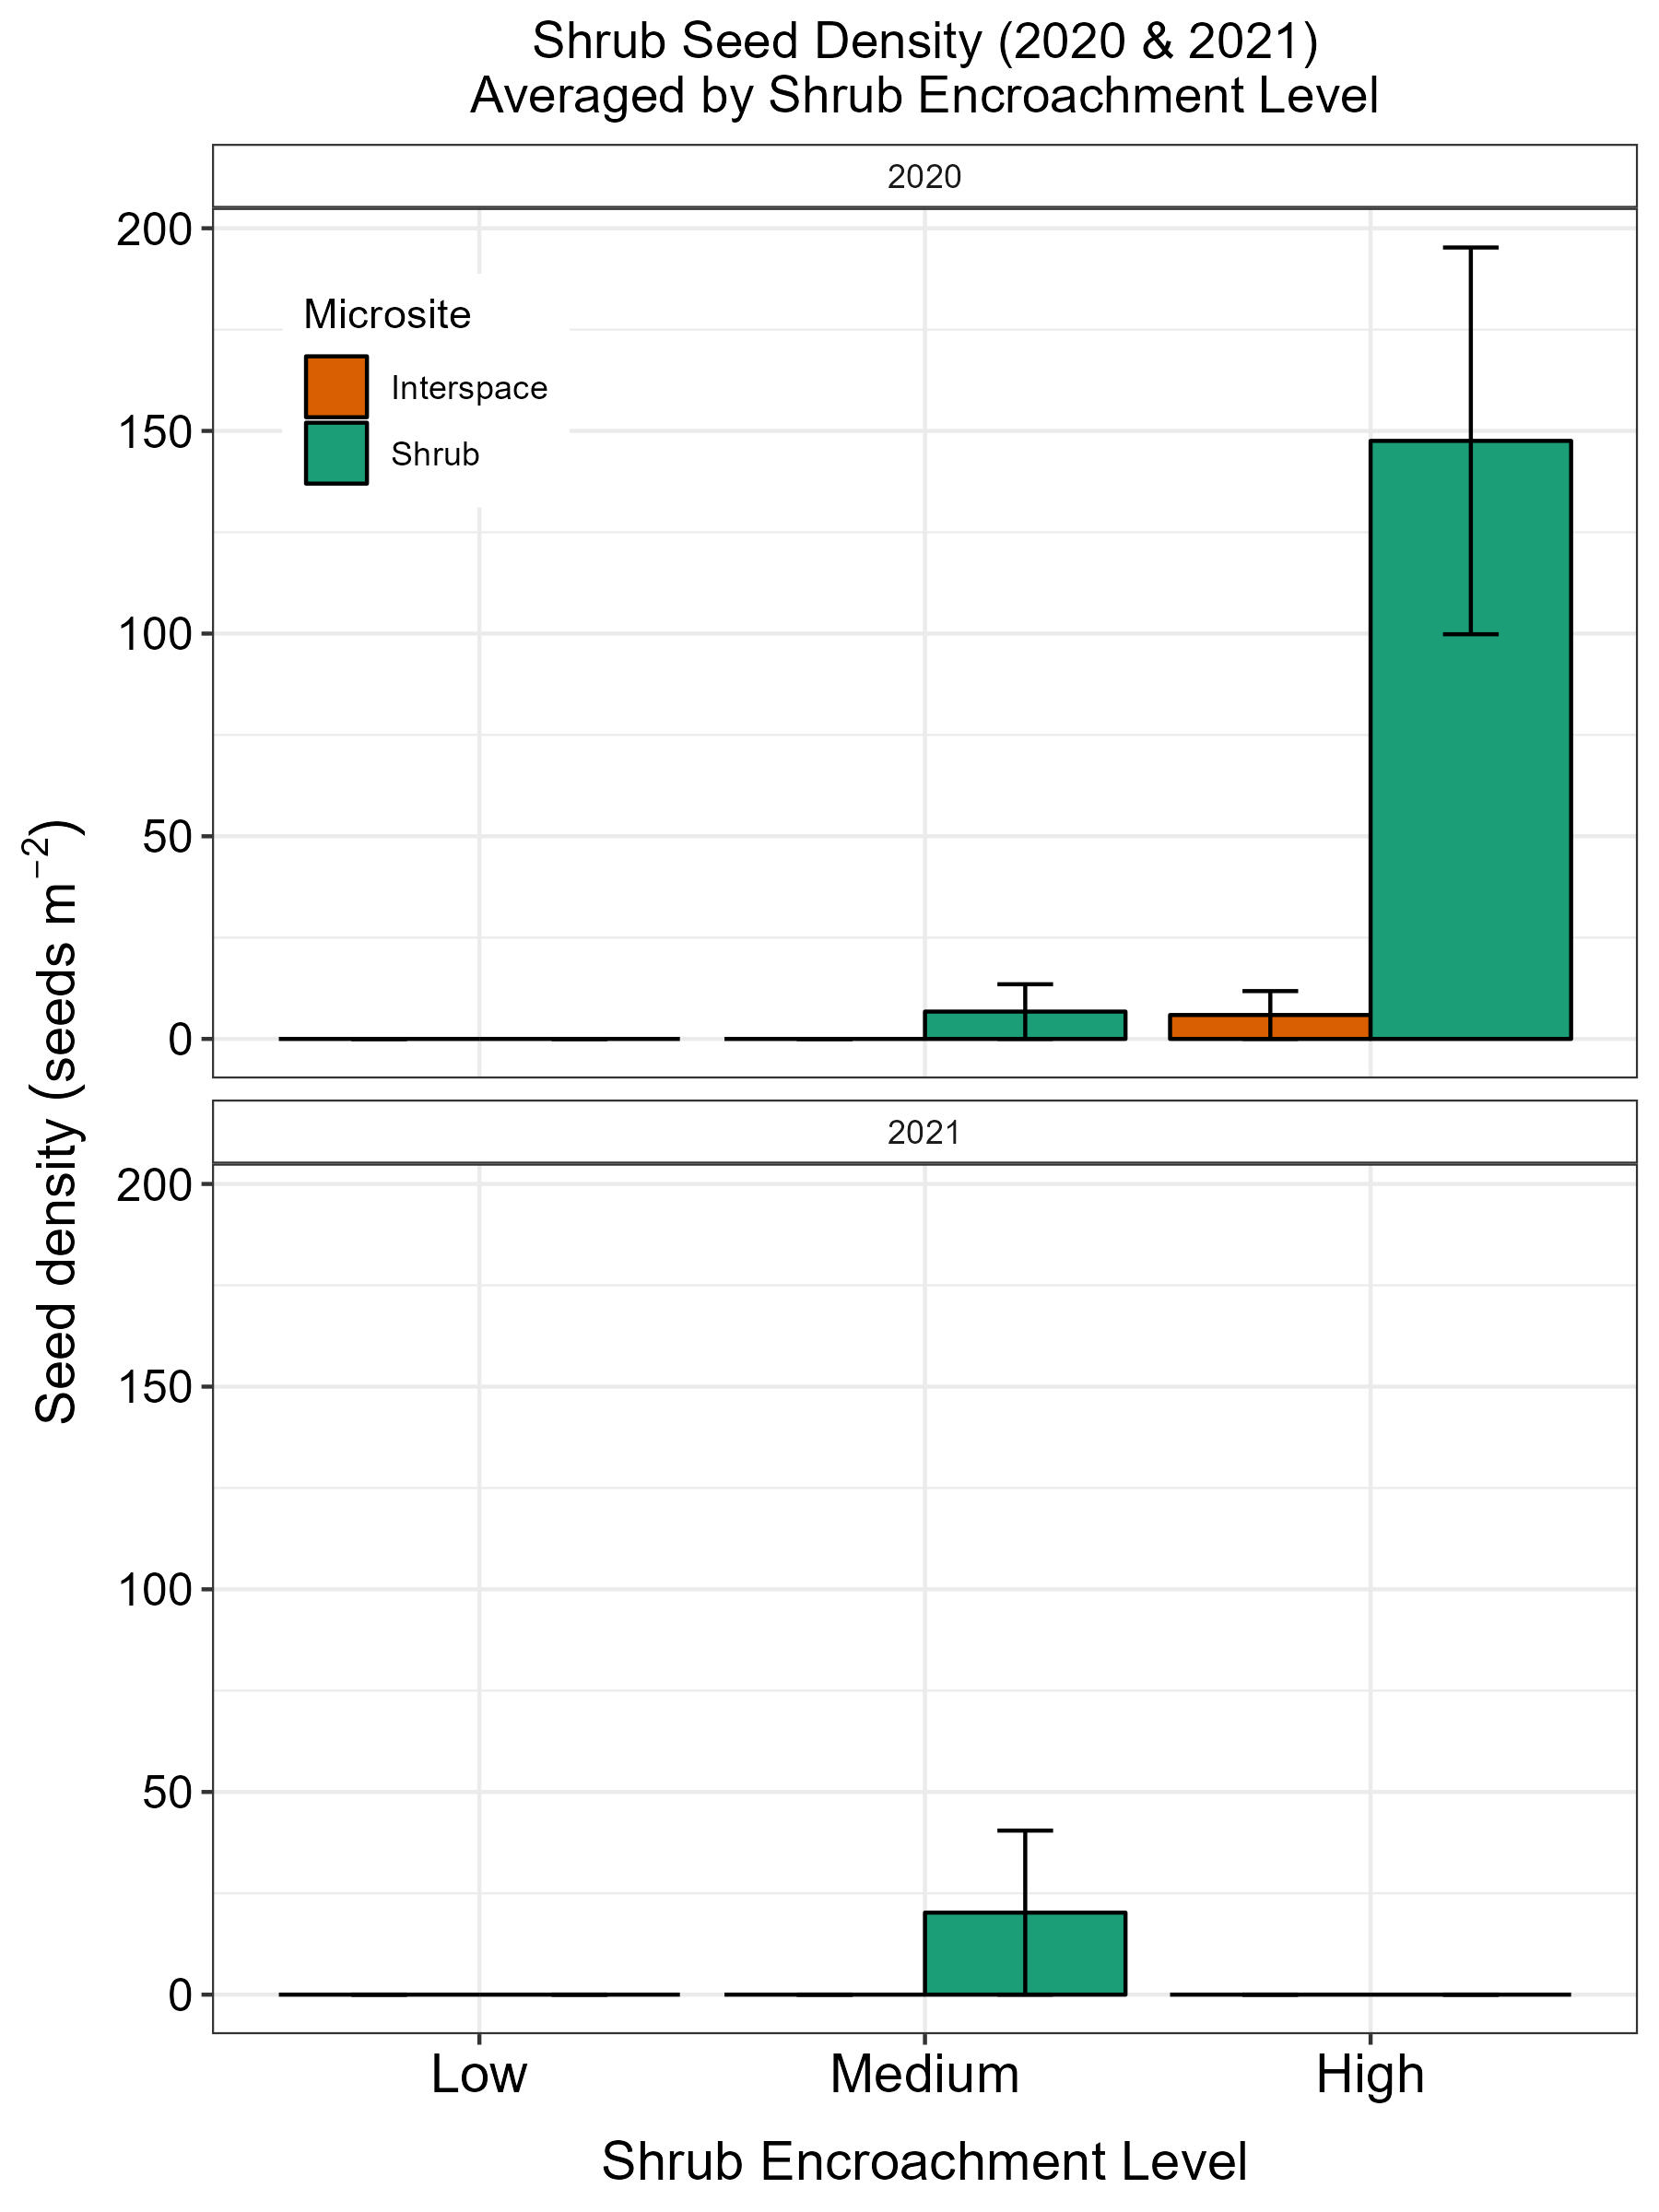 Shrub Seed Density (2020 & 2021)
Averaged by Shrub Encroachment Level
2020
200
150
100
50
0
Microsite
Interspace
Shrub
Seed density (seeds m⁻²)
2021
200
150
100
50
0
Low Medium High
Shrub Encroachment Level